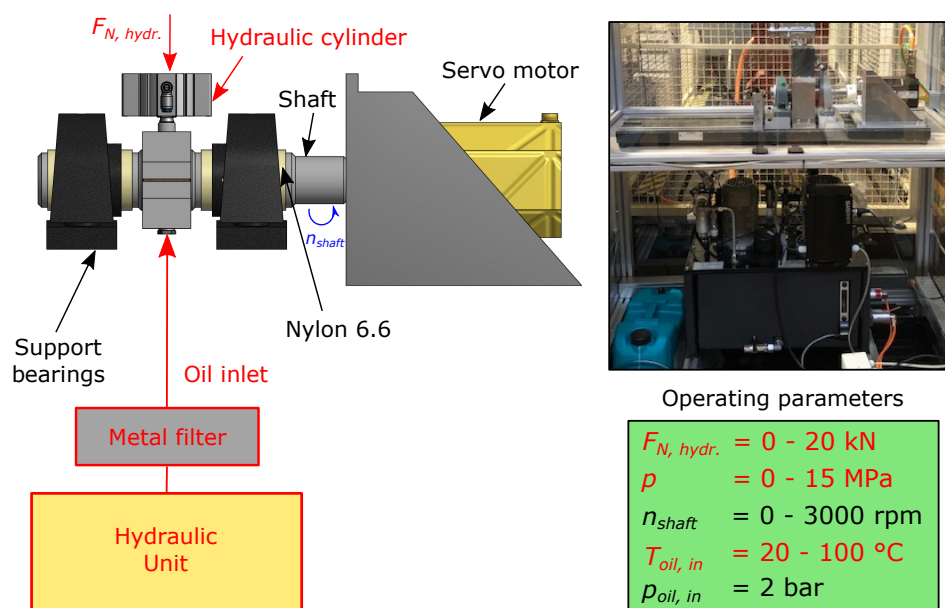 F_N, hydr.
Hydraulic cylinder
Servo motor
Shaft
n_shaft
Nylon 6.6
Support
bearings
Oil inlet
Metal filter
Hydraulic
Unit
Operating parameters
F_N, hydr. = 0 - 20 kN
p = 0 - 15 MPa
n_shaft = 0 - 3000 rpm
T_oil, in = 20 - 100 °C
p_oil, in = 2 bar